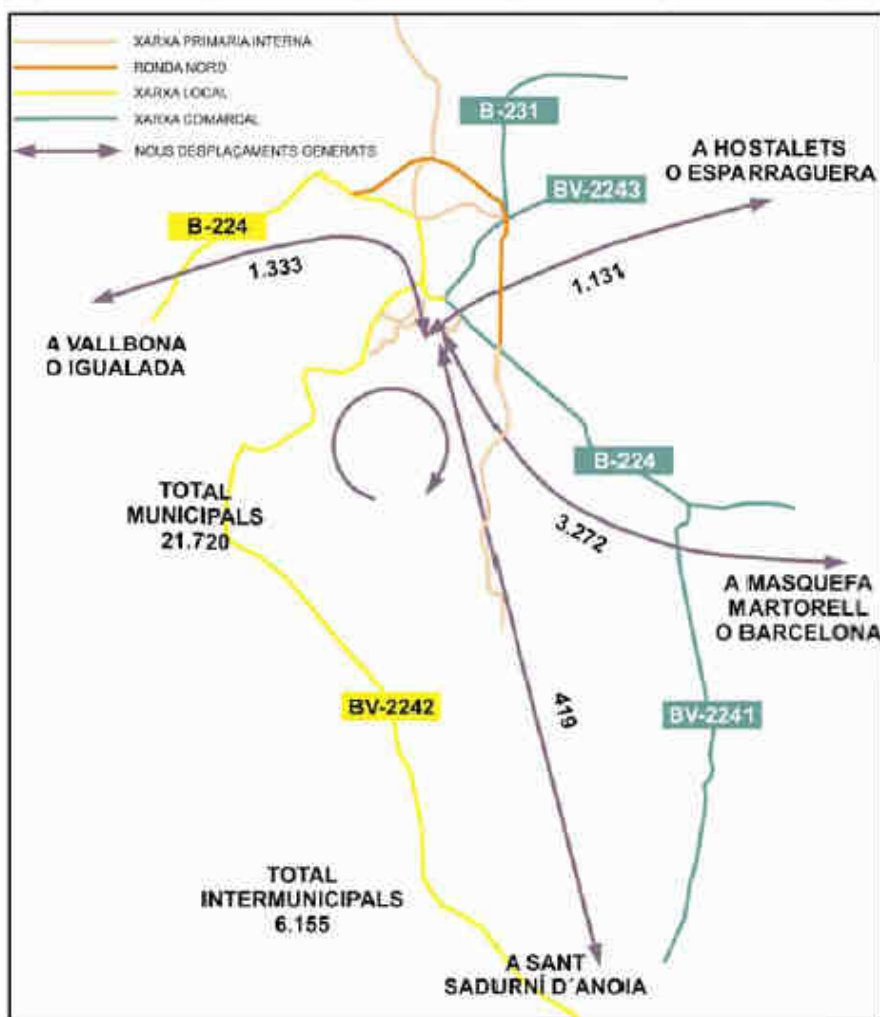 XARXA PRIMARIA INTERNA
RONDA NORD
XARXA LOCAL
XARXA COMARCAL
NOUS DESPLAÇAMENTS GENERATS
B-231
A HOSTALETS
O ESPARRAGUERA
BV-2243
B-224
1.333
1.131
A VALLBONA
O IGUALADA
B-224
TOTAL
MUNICIPALS
21.720
3.272
A MASQUEFA
MARTORELL
O BARCELONA
BV-2242
419
BV-2241
TOTAL
INTERMUNICIPALS
6.155
A SANT
SADURNÍ D´ANOIA